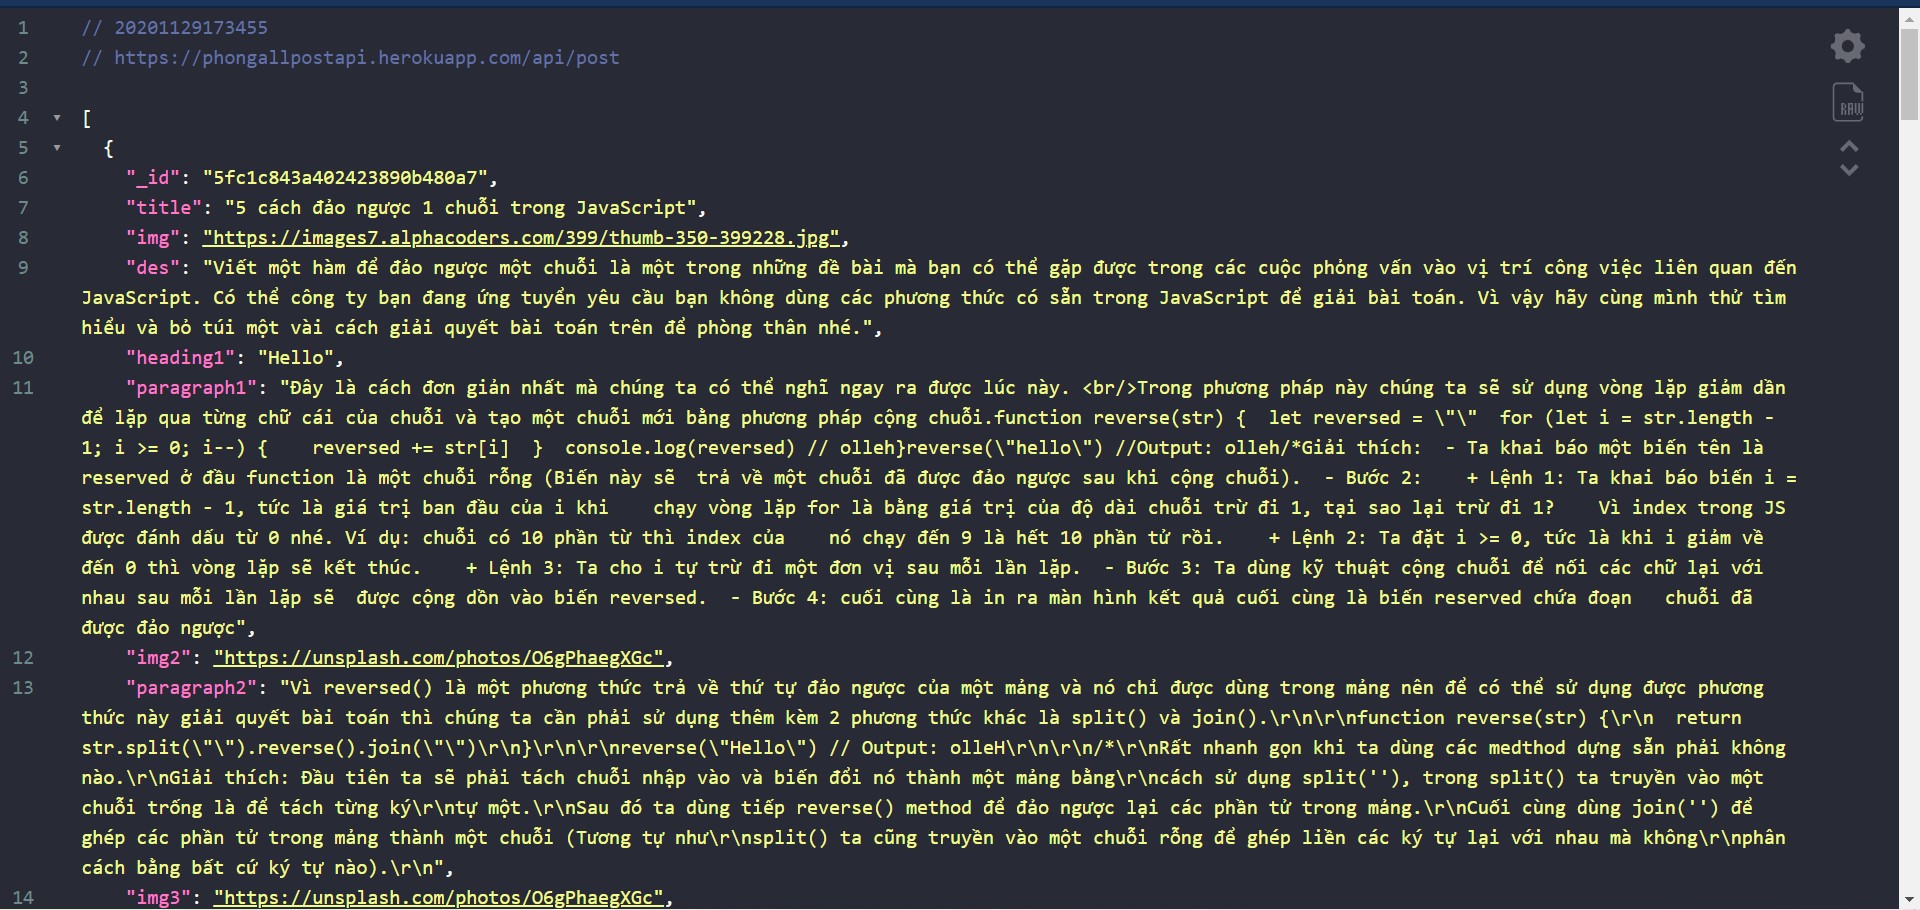 1 // 20201129173455
2 // https://phongallpostapi.herokuapp.com/api/post
3
4 [
5 {
6 "_id": "5fc1c843a402423890b480a7",
7 "title": "5 cách đảo ngược 1 chuỗi trong JavaScript",
8 "img": "https://images7.alphacoders.com/399/thumb-350-399228.jpg",
9 "des": "Viết một hàm để đảo ngược một chuỗi là một trong những đề bài mà bạn có thể gặp được trong các cuộc phỏng vấn vào vị trí công việc liên quan đến
JavaScript. Có thể công ty bạn đang ứng tuyển yêu cầu bạn không dùng các phương thức có sẵn trong JavaScript để giải bài toán. Vì vậy hãy cùng mình thử tìm
hiểu và bỏ túi một vài cách giải quyết bài toán trên để phòng thân nhé.",
10 "heading1": "Hello",
11 "paragraph1": "Đây là cách đơn giản nhất mà chúng ta có thể nghĩ ngay ra được lúc này. <br/>Trong phương pháp này chúng ta sẽ sử dụng vòng lặp giảm dần
để lặp qua từng chữ cái của chuỗi và tạo một chuỗi mới bằng phương pháp cộng chuỗi.function reverse(str) {  let reversed = \"\"  for (let i = str.length -
1; i >= 0; i--) {    reversed += str[i]  }  console.log(reversed) // olleh}reverse(\"hello\") //Output: olleh/*Giải thích:  - Ta khai báo một biến tên là
reserved ở đầu function là một chuỗi rỗng (Biến này sẽ  trả về một chuỗi đã được đảo ngược sau khi cộng chuỗi).  - Bước 2:    + Lệnh 1: Ta khai báo biến i =
str.length - 1, tức là giá trị ban đầu của i khi    chạy vòng lặp for là bằng giá trị của độ dài chuỗi trừ đi 1, tại sao lại trừ đi 1?    Vì index trong JS
được đánh dấu từ 0 nhé. Ví dụ: chuỗi có 10 phần từ thì index của    nó chạy đến 9 là hết 10 phần tử rồi.    + Lệnh 2: Ta đặt i >= 0, tức là khi i giảm về
đến 0 thì vòng lặp sẽ kết thúc.    + Lệnh 3: Ta cho i tự trừ đi một đơn vị sau mỗi lần lặp.  - Bước 3: Ta dùng kỹ thuật cộng chuỗi để nối các chữ lại với
nhau sau mỗi lần lặp sẽ  được cộng dồn vào biến reversed.  - Bước 4: cuối cùng là in ra màn hình kết quả cuối cùng là biến reserved chứa đoạn   chuỗi đã
được đảo ngược",
12 "img2": "https://unsplash.com/photos/O6gPhaegXGc",
13 "paragraph2": "Vì reversed() là một phương thức trả về thứ tự đảo ngược của một mảng và nó chỉ được dùng trong mảng nên để có thể sử dụng được phương
thức này giải quyết bài toán thì chúng ta cần phải sử dụng thêm kèm 2 phương thức khác là split() và join().\r\n\r\nfunction reverse(str) {\r\n  return
str.split(\"\").reverse().join(\"\")\r\n}\r\n\r\nreverse(\"Hello\") // Output: olleH\r\n\r\n/*\r\nRất nhanh gọn khi ta dùng các medthod dựng sẵn phải không
nào.\r\nGiải thích: Đầu tiên ta sẽ phải tách chuỗi nhập vào và biến đổi nó thành một mảng bằng\r\ncách sử dụng split(''), trong split() ta truyền vào một
chuỗi trống là để tách từng ký\r\ntự một.\r\nSau đó ta dùng tiếp reverse() method để đảo ngược lại các phần tử trong mảng.\r\nCuối cùng dùng join('') để
ghép các phần tử trong mảng thành một chuỗi (Tương tự như\r\nsplit() ta cũng truyền vào một chuỗi rỗng để ghép liền các ký tự lại với nhau mà không\r\nphân
cách bằng bất cứ ký tự nào).\r\n",
14 "img3": "https://unsplash.com/photos/O6gPhaegXGc",
RAW